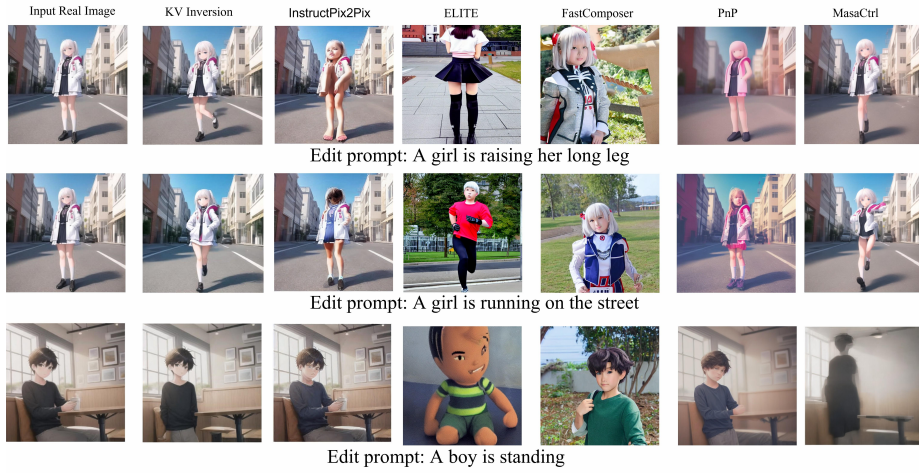 Input Real Image KV Inversion InstructPix2Pix ELITE FastComposer PnP MasaCtrl
Edit prompt: A girl is raising her long leg
Edit prompt: A girl is running on the street
Edit prompt: A boy is standing